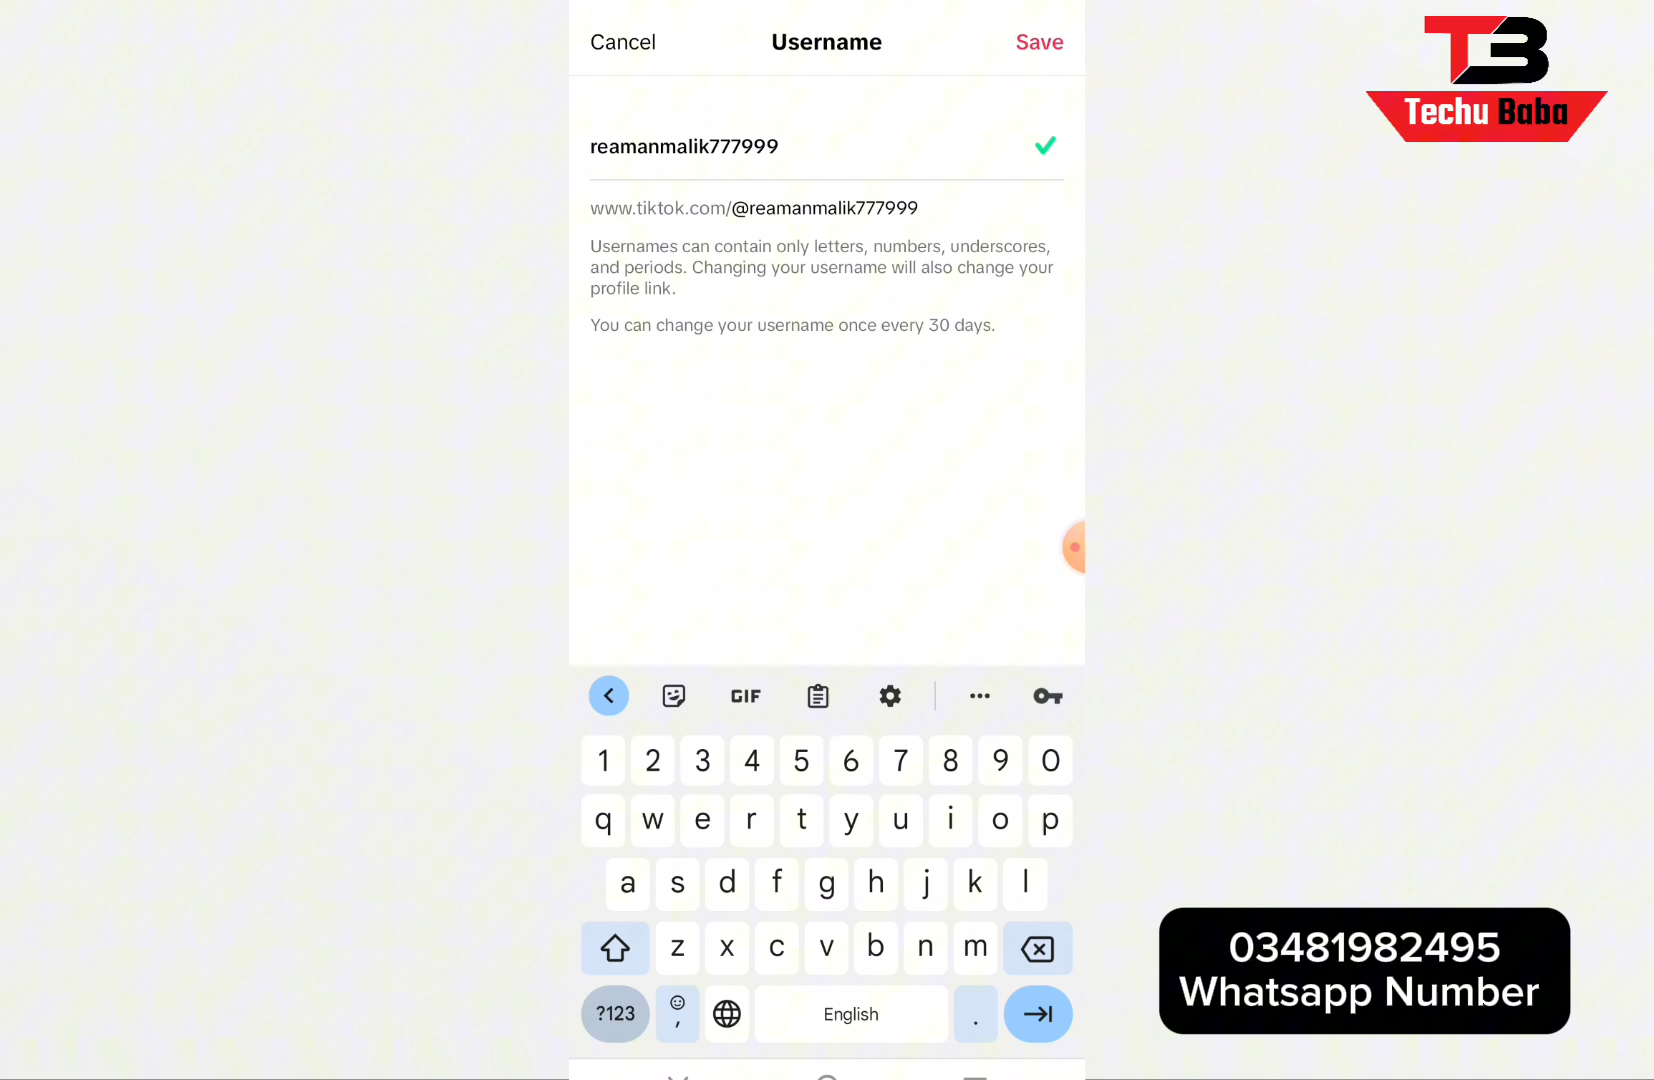 Cancel
Username
Save
TB
Techu Baba
reamanmalik777999
www.tiktok.com/@reamanmalik777999
Usernames can contain only letters, numbers, underscores,
and periods. Changing your username will also change your
profile link.
You can change your username once every 30 days.
GIF
1 2 3 4 5 6 7 8 9 0
q w e r t y u i o p
a s d f g h j k l
z x c v b n m
?123 , English .
03481982495
Whatsapp Number